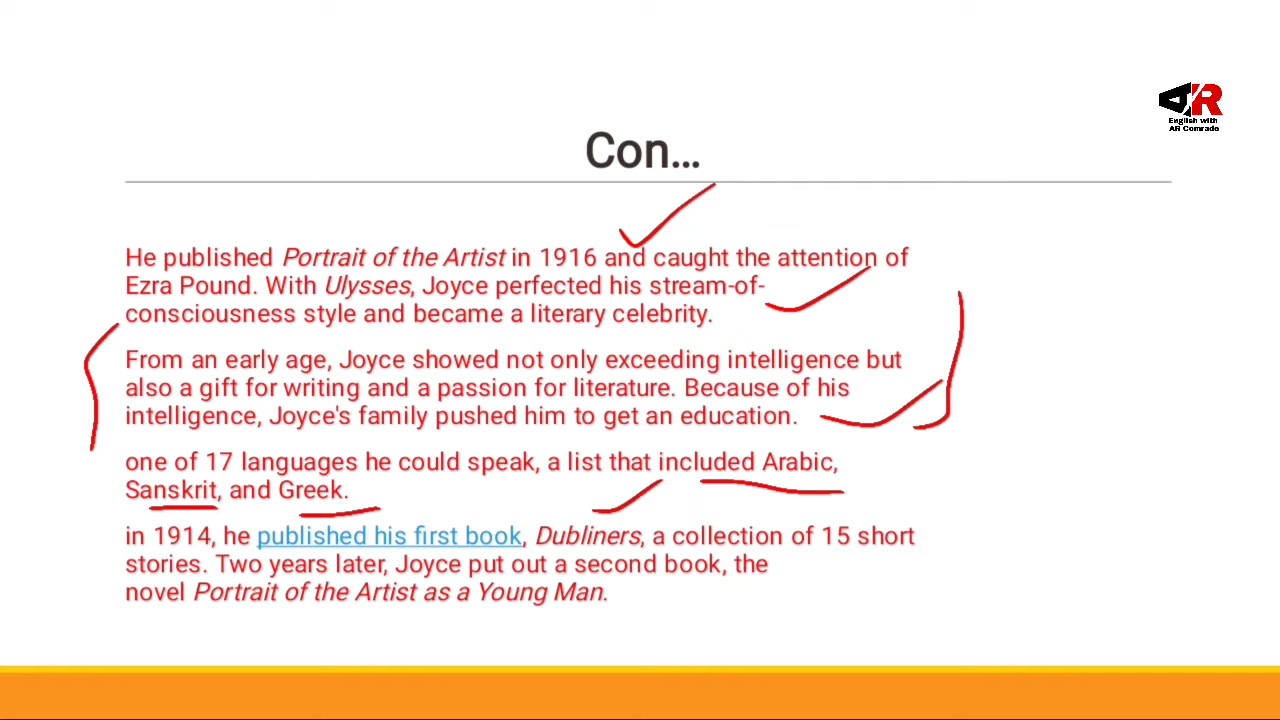 AR
English with
AR Comrade
Con...
He published Portrait of the Artist in 1916 and caught the attention of
Ezra Pound. With Ulysses, Joyce perfected his stream-of-
consciousness style and became a literary celebrity.
From an early age, Joyce showed not only exceeding intelligence but
also a gift for writing and a passion for literature. Because of his
intelligence, Joyce's family pushed him to get an education.
one of 17 languages he could speak, a list that included Arabic,
Sanskrit, and Greek.
in 1914, he published his first book, Dubliners, a collection of 15 short
stories. Two years later, Joyce put out a second book, the
novel Portrait of the Artist as a Young Man.